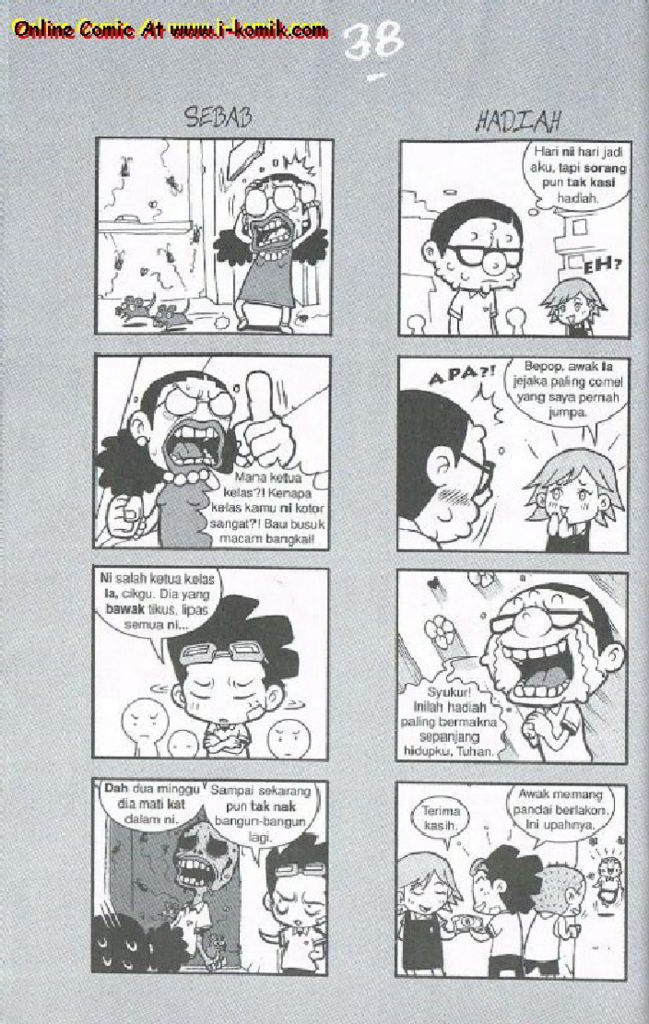 Online Comic At www.i-komik.com
38
SEBAB
Mana ketua
kelas?! Kenapa
kelas kamu ni kotor
sangat?! Bau busuk
macam bangkai!
Ni salah ketua kelas
la, cikgu. Dia yang
bawak tikus, lipas
semua ni...
Dah dua minggu
dia mati kat
dalam ni.
Sampai sekarang
pun tak nak
bangun-bangun
lagi.
HADIAH
Hari nii hari jadi
aku, tapi sorang
pun tak kasi
hadiah.
EH?
APA?!
Bepop, awak la
jejaka paling comel
yang saya pernah
jumpa.
Syukur!
Inilah hadiah
paling bermakna
sepanjang
hidupku, Tuhan.
Terima
kasih.
Awak memang
pandai berlakon.
Ini upahnya.